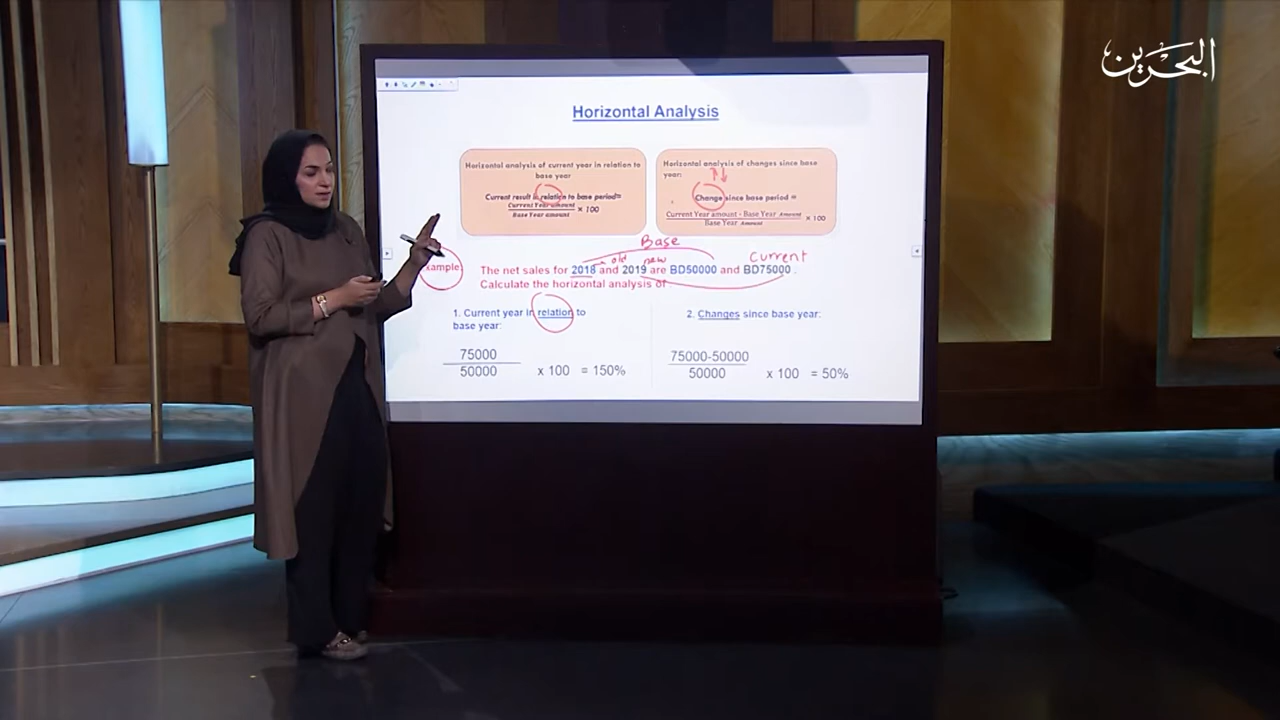 البحرين
Horizontal Analysis
Horizontal analysis of current year in relation to
base year
Current result in relation to base period=
Current Year amount
Base Year amount
× 100
Horizontal analysis of changes since base
year:
Change since base period =
Current Year amount - Base Year Amount
Base Year Amount
× 100
Base
old
new
current
xample:
The net sales for 2018 and 2019 are BD50000 and BD75000 .
Calculate the horizontal analysis of
1. Current year in relation to
base year:
75000
50000
x 100 = 150%
2. Changes since base year:
75000-50000
50000
x 100 = 50%